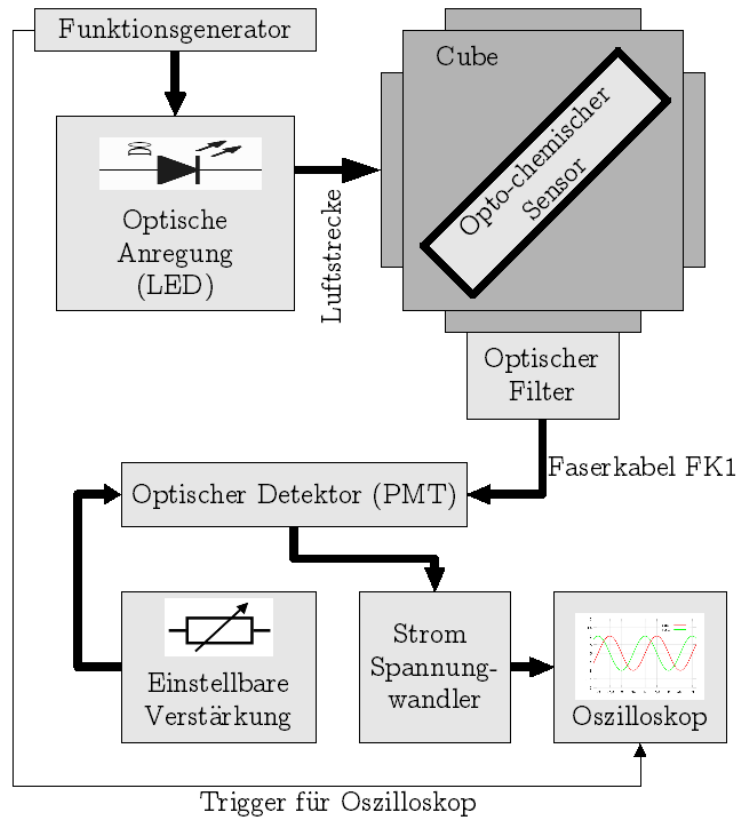 Funktionsgenerator
Cube
Opto-chemischer
Sensor
Optische
Anregung
(LED)
Luftstrecke
Optischer
Filter
Faserkabel FK1
Optischer Detektor (PMT)
Einstellbare
Verstärkung
Strom
Spannung-
wandler
Oszilloskop
Trigger für Oszilloskop